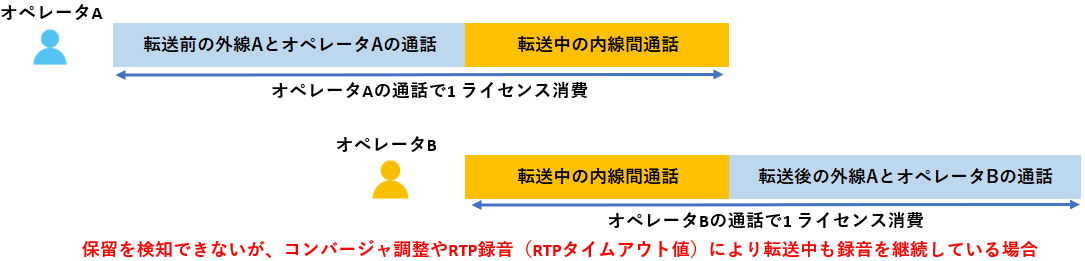 オペレータA
転送前の外線AとオペレータAの通話
転送中の内線間通話
オペレータAの通話で1 ライセンス消費
オペレータB
転送中の内線間通話
転送後の外線AとオペレータBの通話
オペレータBの通話で1 ライセンス消費
保留を検知できないが、コンバージャ調整やRTP録音（RTPタイムアウト値）により転送中も録音を継続している場合